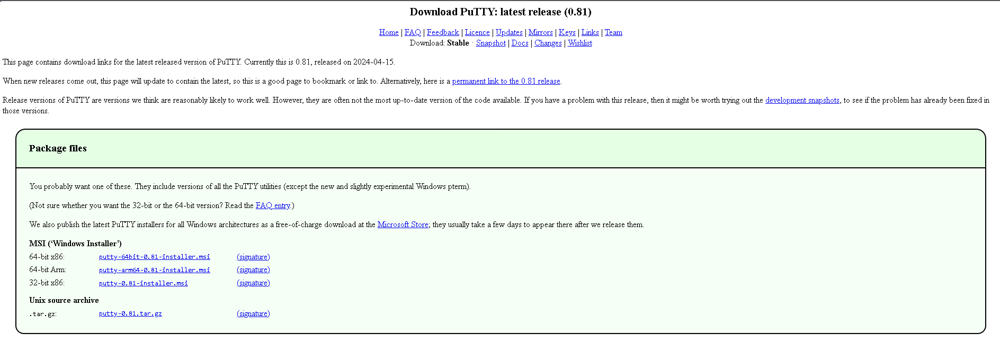 Download PuTTY: latest release (0.81)
Home | FAQ | Feedback | Licence | Updates | Mirrors | Keys | Links | Team
Download: Stable · Snapshot | Docs | Changes | Wishlist
This page contains download links for the latest released version of PuTTY. Currently this is 0.81, released on 2024-04-15.
When new releases come out, this page will update to contain the latest, so this is a good page to bookmark or link to. Alternatively, here is a permanent link to the 0.81 release.
Release versions of PuTTY are versions we think are reasonably likely to work well. However, they are often not the most up-to-date version of the code available. If you have a problem with this release, then it might be worth trying out the development snapshots, to see if the problem has already been fixed in
those versions.
Package files
You probably want one of these. They include versions of all the PuTTY utilities (except the new and slightly experimental Windows pterm).
(Not sure whether you want the 32-bit or the 64-bit version? Read the FAQ entry.)
We also publish the latest PuTTY installers for all Windows architectures as a free-of-charge download at the Microsoft Store; they usually take a few days to appear there after we release them.
MSI (‘Windows Installer’)
64-bit x86: putty-64bit-0.81-installer.msi (signature)
64-bit Arm: putty-arm64-0.81-installer.msi (signature)
32-bit x86: putty-0.81-installer.msi (signature)
Unix source archive
.tar.gz: putty-0.81.tar.gz (signature)